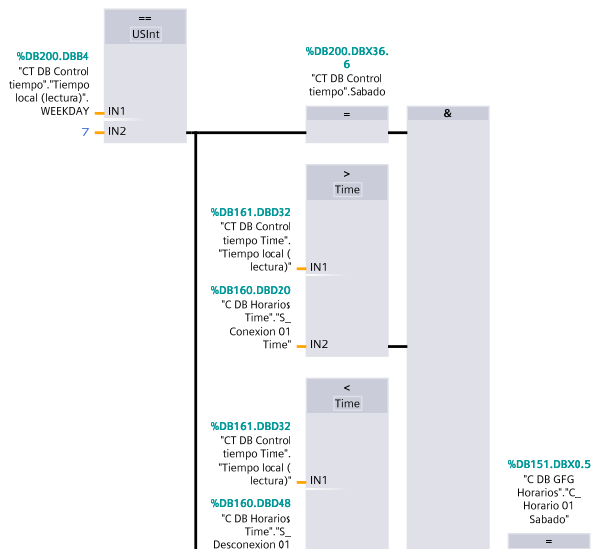 ==
USInt
%DB200.DBB4
"CT DB Control
tiempo"."Tiempo
local (lectura)".
WEEKDAY
IN1
7
IN2
%DB200.DBX36.
6
"CT DB Control
tiempo".Sabado
=
&
>
Time
%DB161.DBD32
"CT DB Control
tiempo Time".
"Tiempo local (
lectura)"
IN1
%DB160.DBD20
"C DB Horarios
Time"."S_
Conexion 01
Time"
IN2
<
Time
%DB161.DBD32
"CT DB Control
tiempo Time".
"Tiempo local (
lectura)"
IN1
%DB160.DBD48
"C DB Horarios
Time"."S_
Desconexion 01
%DB151.DBX0.5
"C DB GFG
Horarios"."C_
Horario 01
Sabado"
=